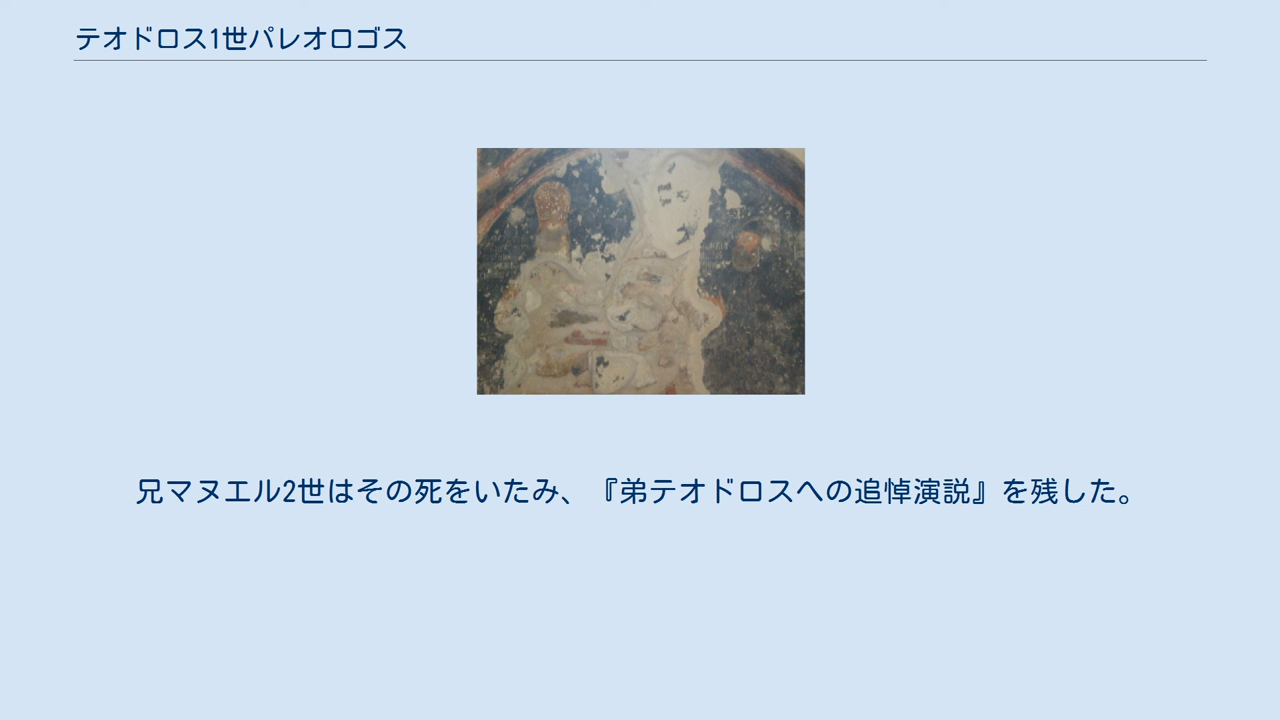 テオドロス1世パレオロゴス
兄マヌエル2世はその死をいたみ、『弟テオドロスへの追悼演説』を残した。